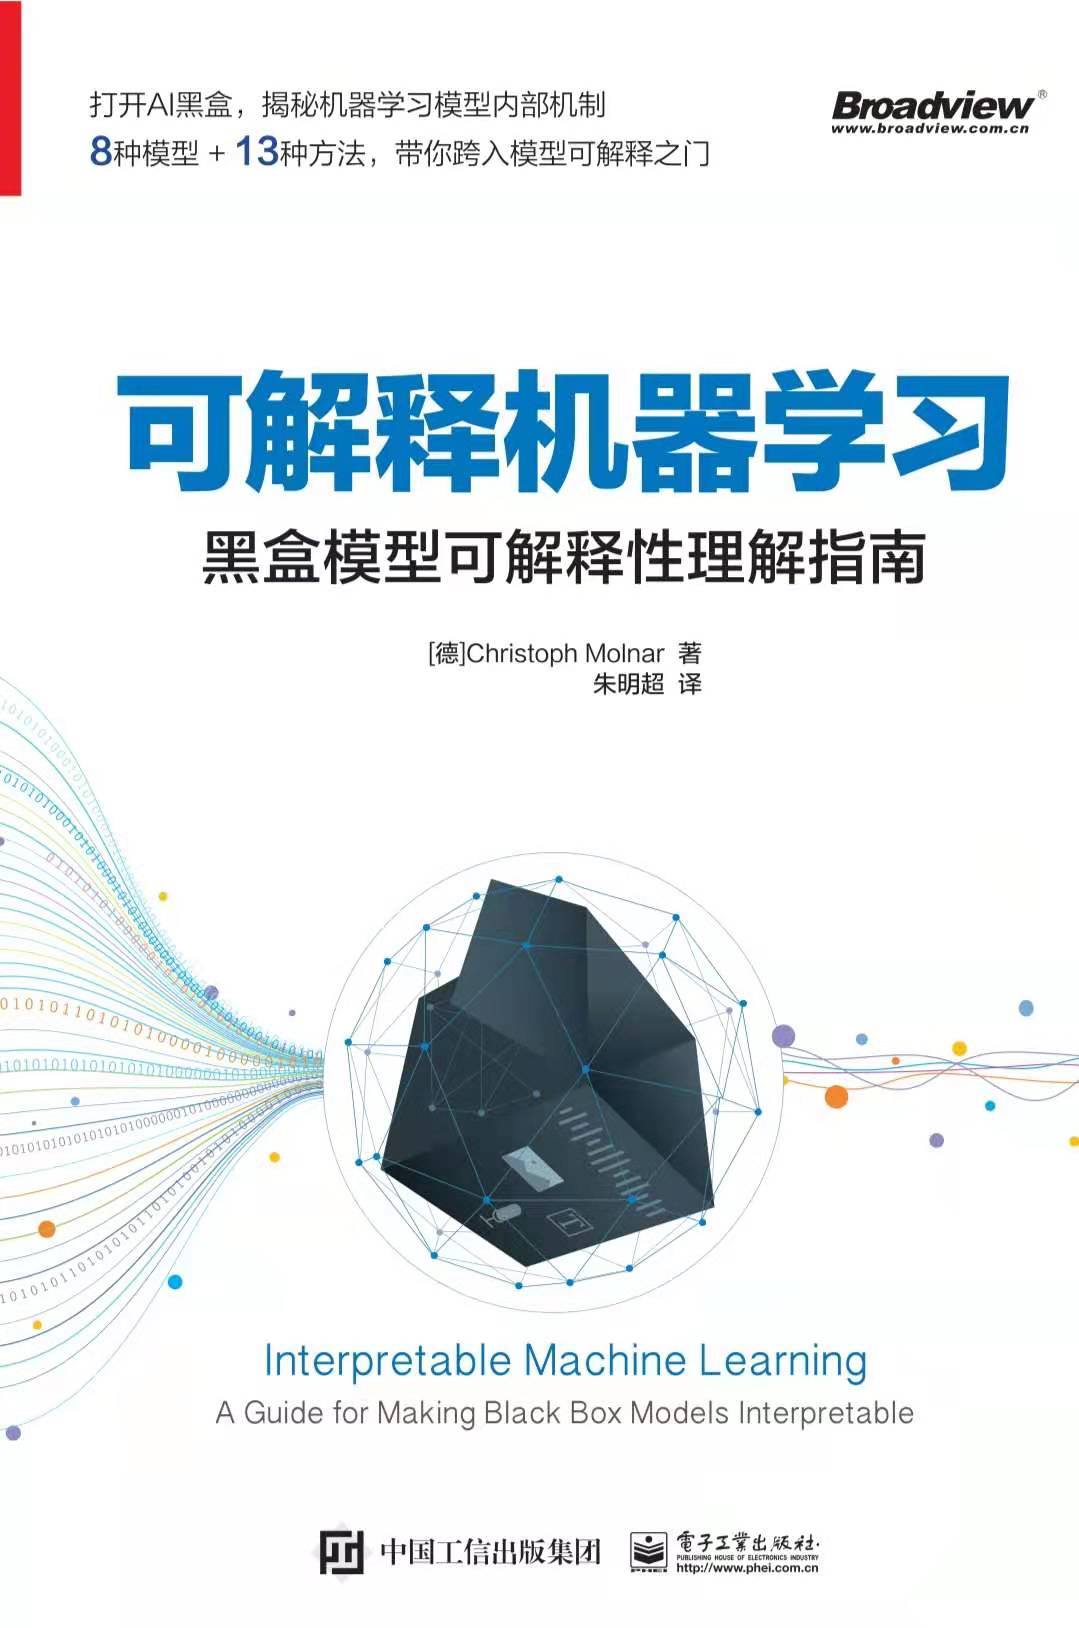 打开AI黑盒，揭秘机器学习模型内部机制
8种模型 + 13种方法，带你跨入模型可解释之门
Broadview®
www.broadview.com.cn
可解释机器学习
黑盒模型可解释性理解指南
[德]Christoph Molnar 著
朱明超 译
T
Interpretable Machine Learning
A Guide for Making Black Box Models Interpretable
中国工信出版集团
電子工業出版社.
PUBLISHING HOUSE OF ELECTRONICS INDUSTRY
PHEI
http://www.phei.com.cn